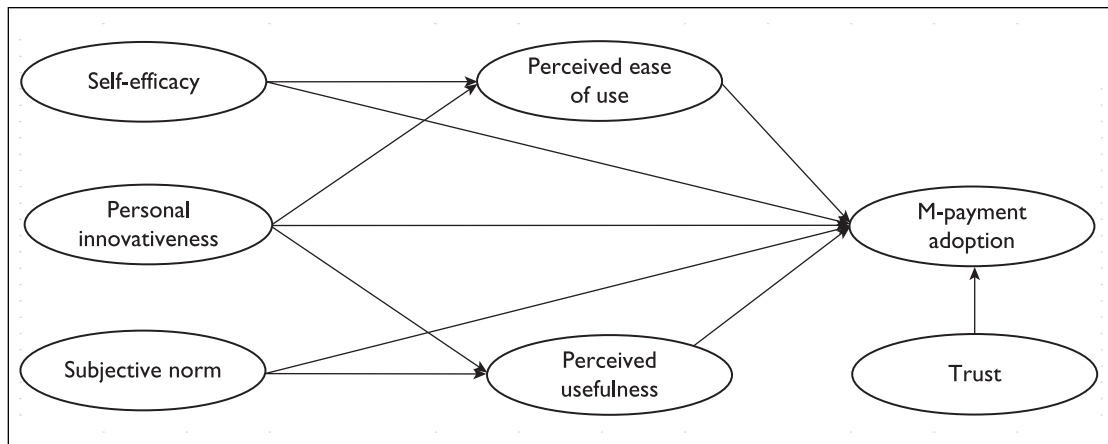 Self-efficacy
Perceived ease
of use
Personal
innovativeness
M-payment
adoption
Subjective norm
Perceived
usefulness
Trust